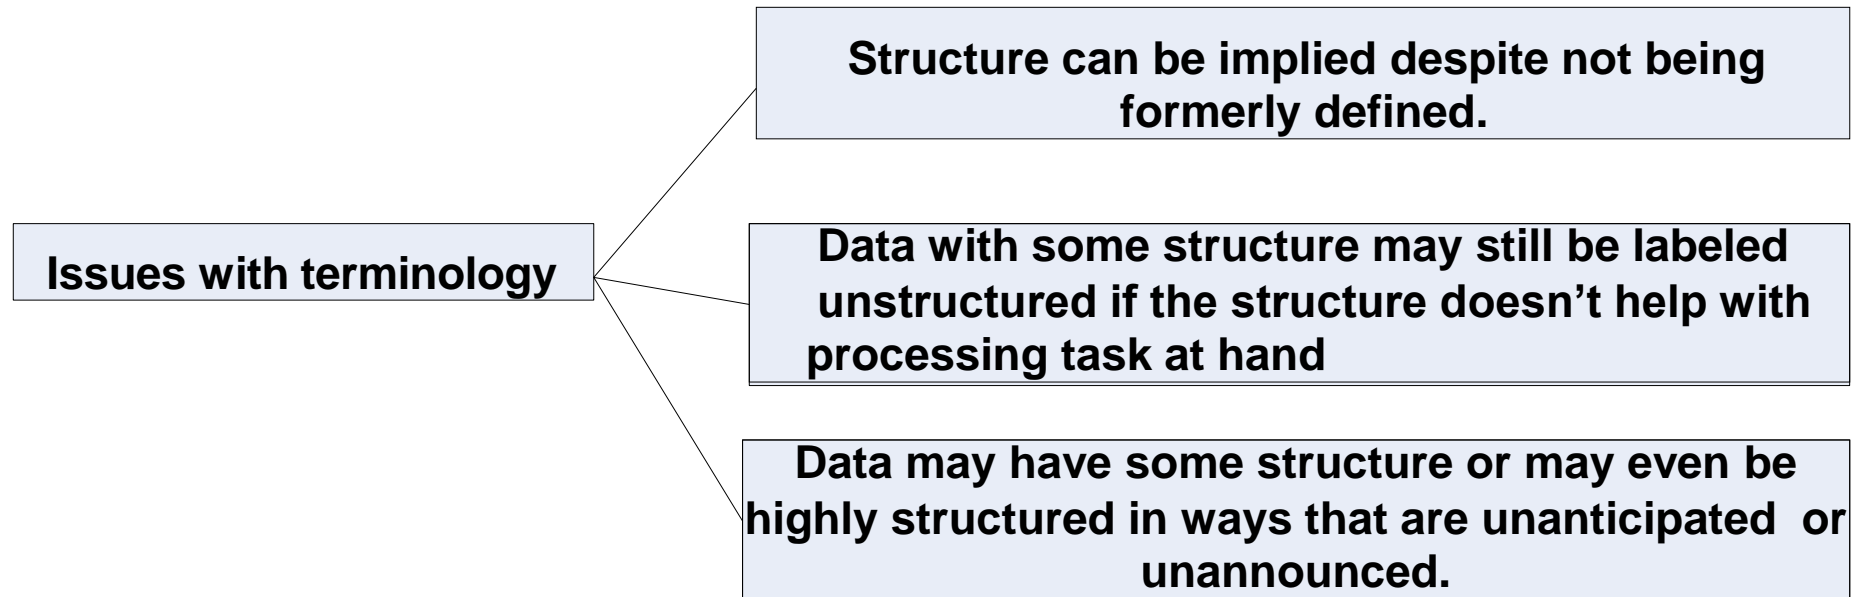 Structure can be implied despite not being
formerly defined.
Issues with terminology
Data with some structure may still be labeled
unstructured if the structure doesn’t help with
processing task at hand
Data may have some structure or may even be
highly structured in ways that are unanticipated or
unannounced.